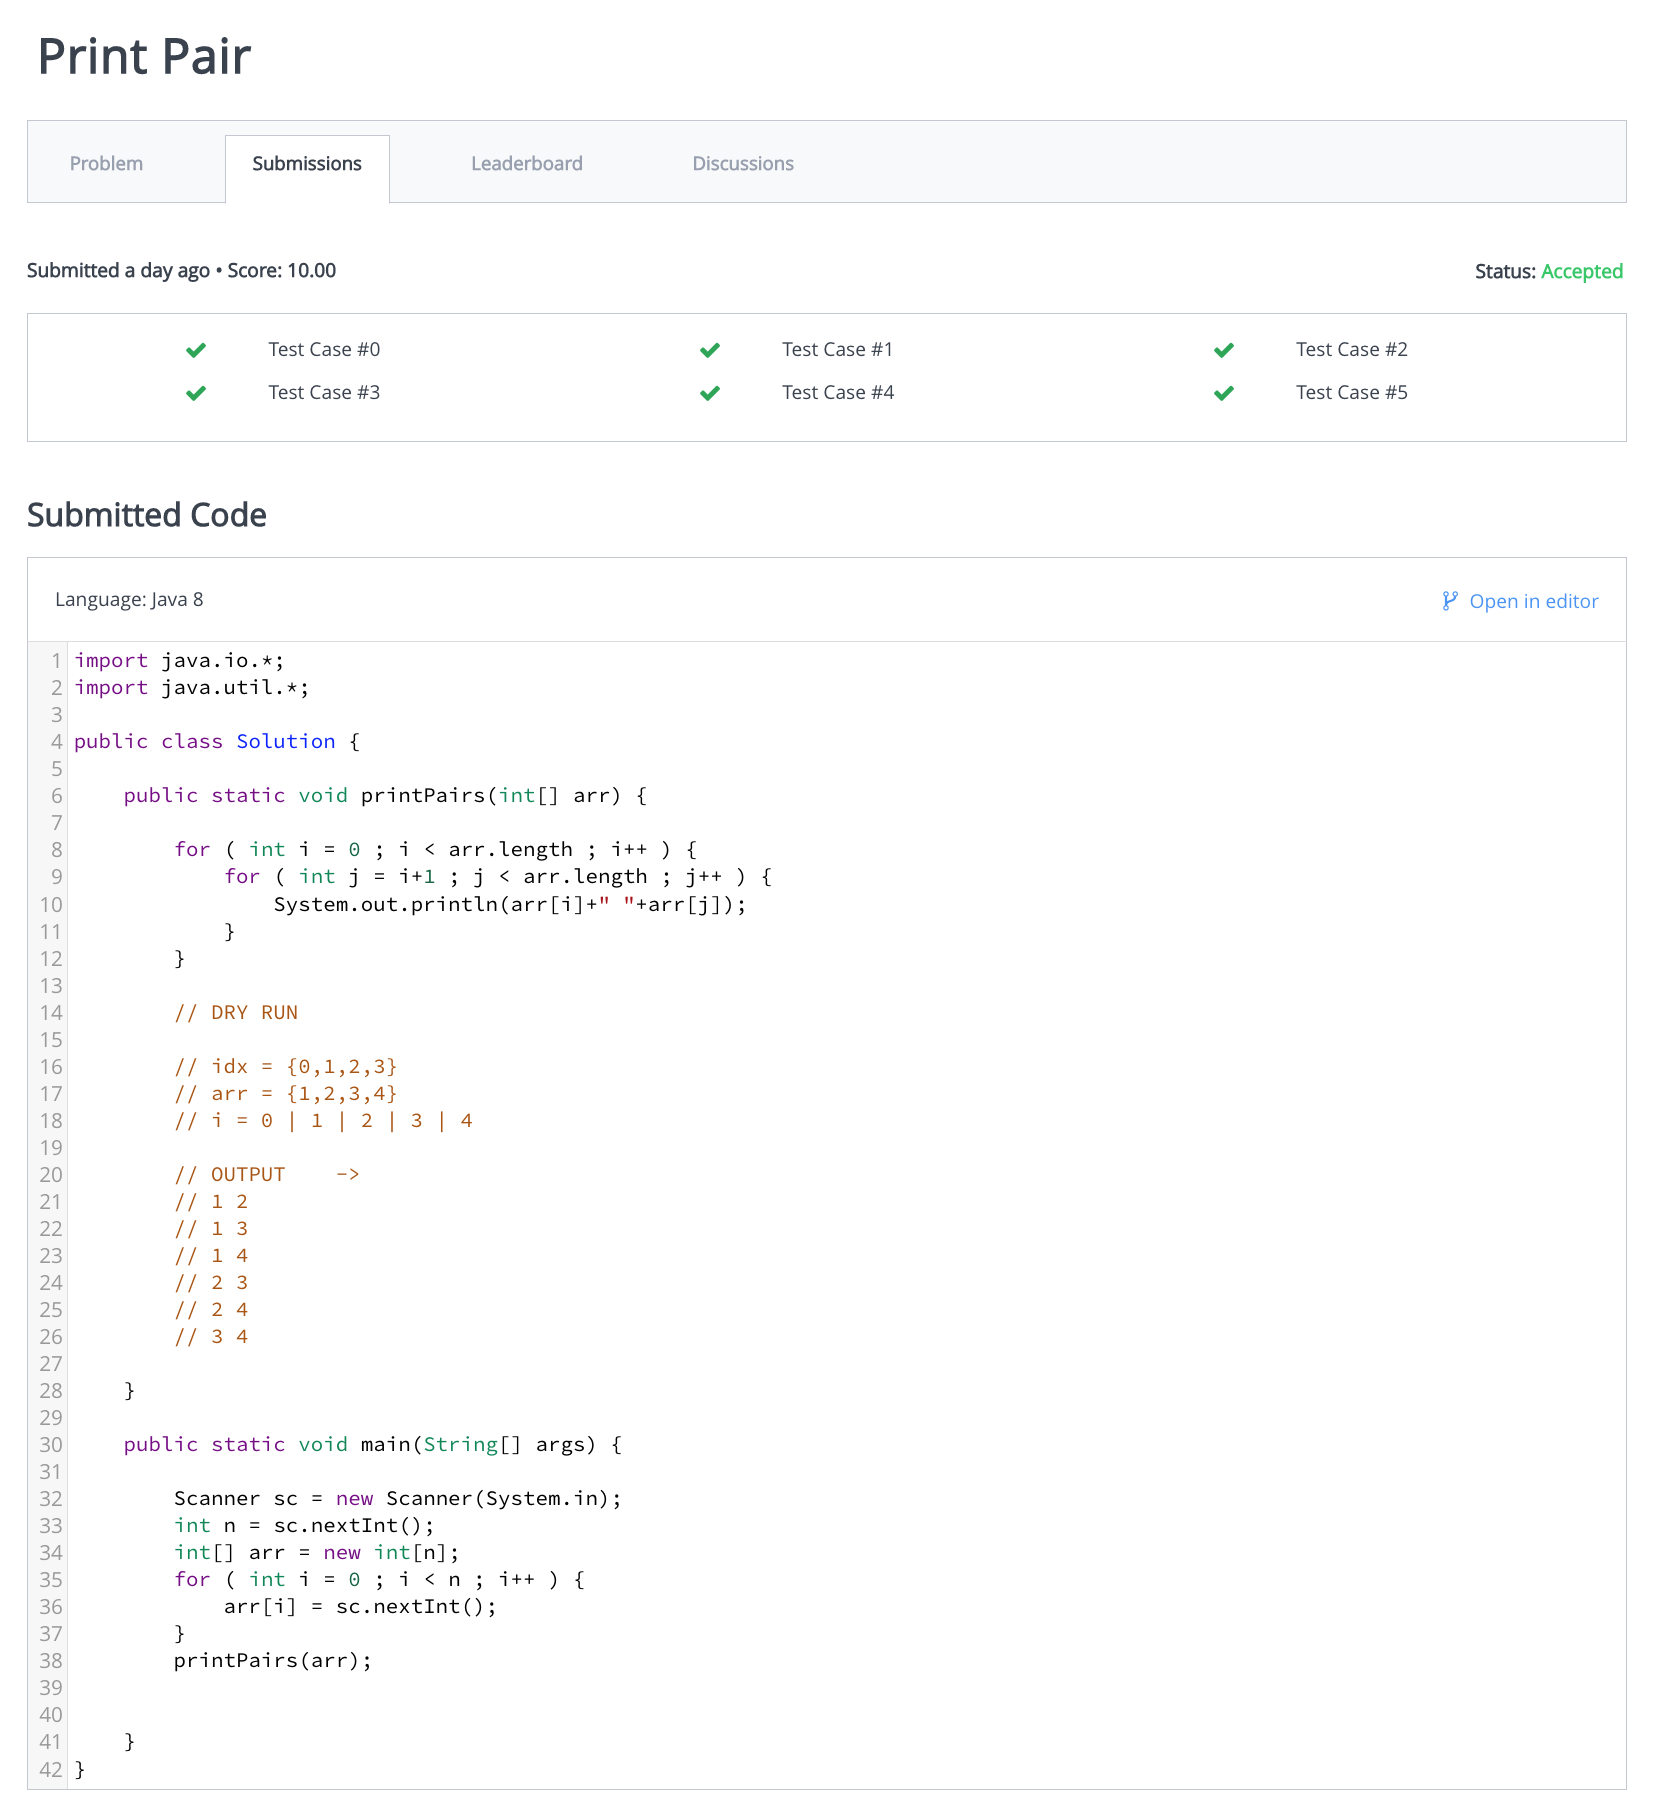 Print Pair
Problem Submissions Leaderboard Discussions
Submitted a day ago • Score: 10.00 Status: Accepted
Test Case #0 Test Case #1 Test Case #2
Test Case #3 Test Case #4 Test Case #5
Submitted Code
Language: Java 8 Open in editor
1 import java.io.*;
2 import java.util.*;
3
4 public class Solution {
5
6     public static void printPairs(int[] arr) {
7
8         for ( int i = 0 ; i < arr.length ; i++ ) {
9             for ( int j = i+1 ; j < arr.length ; j++ ) {
10                 System.out.println(arr[i]+" "+arr[j]);
11             }
12         }
13
14         // DRY RUN
15
16         // idx = {0,1,2,3}
17         // arr = {1,2,3,4}
18         // i = 0 | 1 | 2 | 3 | 4
19
20         // OUTPUT    ->
21         // 1 2
22         // 1 3
23         // 1 4
24         // 2 3
25         // 2 4
26         // 3 4
27
28     }
29
30     public static void main(String[] args) {
31
32         Scanner sc = new Scanner(System.in);
33         int n = sc.nextInt();
34         int[] arr = new int[n];
35         for ( int i = 0 ; i < n ; i++ ) {
36             arr[i] = sc.nextInt();
37         }
38         printPairs(arr);
39
40
41     }
42 }